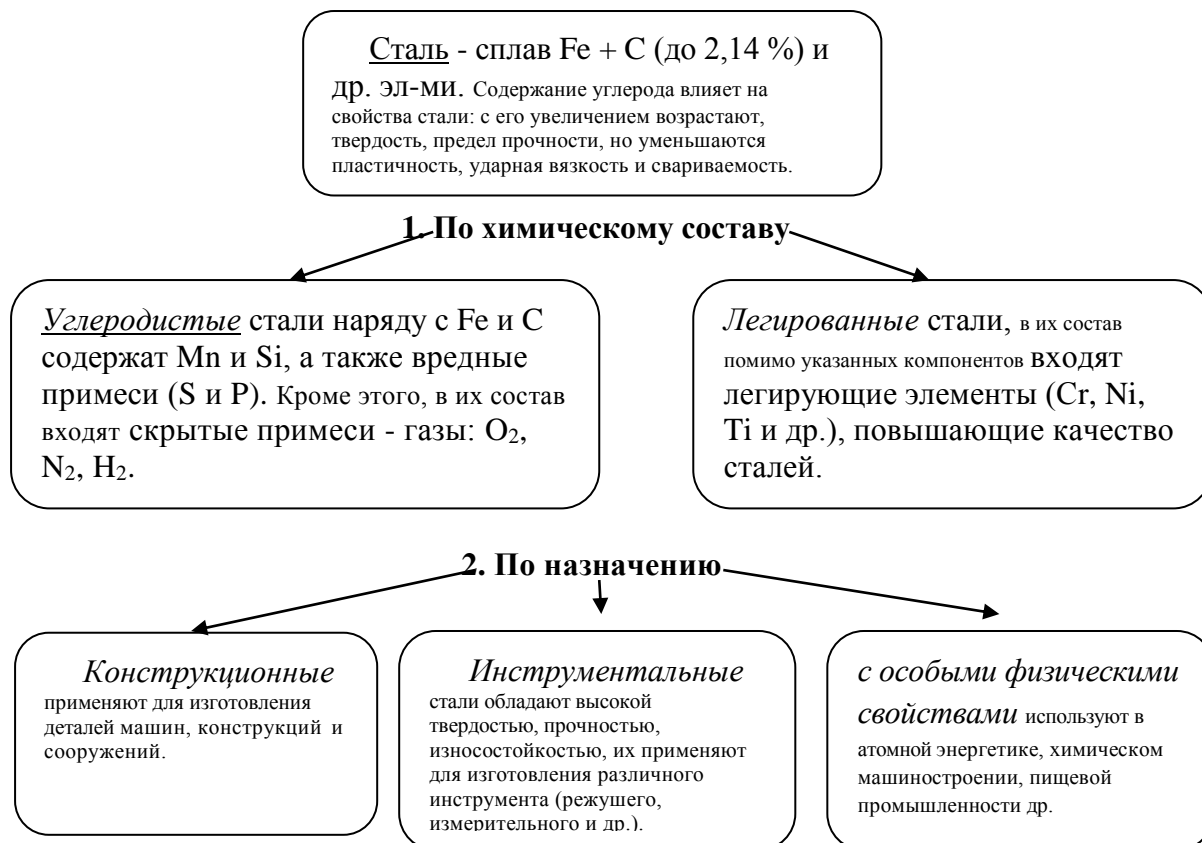 Сталь - сплав Fe + C (до 2,14 %) и
др. эл-ми. Содержание углерода влияет на
свойства стали: с его увеличением возрастают,
твердость, предел прочности, но уменьшаются
пластичность, ударная вязкость и свариваемость.
1. По химическому составу
Углеродистые стали наряду с Fe и C
содержат Mn и Si, а также вредные
примеси (S и P). Кроме этого, в их состав
входят скрытые примеси - газы: O₂,
N₂, H₂.
Легированные стали, в их состав
помимо указанных компонентов входят
легирующие элементы (Cr, Ni,
Ti и др.), повышающие качество
сталей.
2. По назначению
Конструкционные
применяют для изготовления
деталей машин, конструкций и
сооружений.
Инструментальные
стали обладают высокой
твердостью, прочностью,
износостойкостью, их применяют
для изготовления различного
инструмента (режушего,
измерительного и др.).
с особыми физическими
свойствами используют в
атомной энергетике, химическом
машиностроении, пищевой
промышленности др.